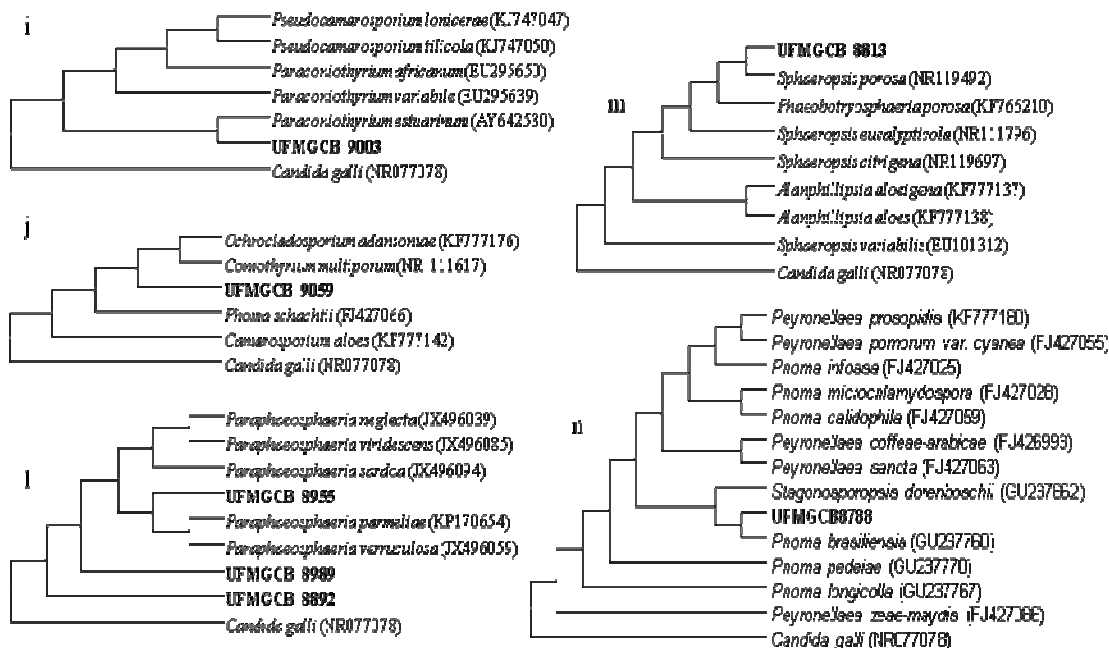 i
Pseudocamarosporium lonicerae (KJ747047)
Pseudocamarosporium tilicola (KJ747050)
Paraconiothyrium africanum (EU295650)
Paraconiothyrium variabile (EU295639)
Paraconiothyrium estuarinum (AY642530)
UFMGCB 9003
Candida galli (NR077078)
j
Ochrocladosporium adansoniae (KF777176)
Coniothyrium multiporum (NR 111617)
UFMGCB 9059
Phoma schachtii (FJ427066)
Camarosporium aloes (KF777142)
Candida galli (NR077078)
l
Paraphaeosphaeria neglecta (JX496039)
Paraphaeosphaeria viridescens (JX496085)
Paraphaeosphaeria sardoa (JX496094)
UFMGCB 8955
Paraphaeosphaeria parmeliae (KP170654)
Paraphaeosphaeria verruculosa (JX496059)
UFMGCB 8989
UFMGCB 8892
Candida galli (NR077078)
m
UFMGCB 8813
Sphaeropsis porosa (NR119492)
Phaeobotryosphaeria porosa (KF766210)
Sphaeropsis eucalypticola (NR111796)
Sphaeropsis citrigena (NR119697)
Alanphillipsia aloeigena (KF777137)
Alanphillipsia aloes (KF777138)
Sphaeropsis variabilis (EU101312)
Candida galli (NR077078)
n
Peyronellaea prosopidis (KF777180)
Peyronellaea pomorum var. cyanea (FJ427055)
Phoma infossa (FJ427025)
Phoma microchlamydospora (FJ427028)
Phoma calidophila (FJ427059)
Peyronellaea coffeae-arabicae (FJ426993)
Peyronellaea sancta (FJ427063)
Stagonosporopsis dorenboschii (GU237862)
UFMGCB8788
Phoma brasiliensis (GU237760)
Phoma pedeiae (GU237770)
Phoma longicolla (GU237767)
Peyronellaea zeae-maydis (FJ427086)
Candida galli (NR077078)